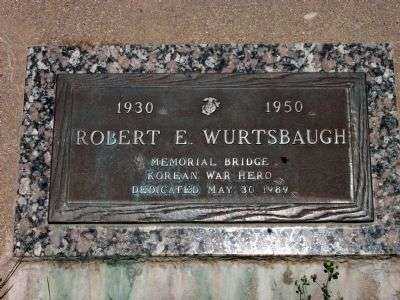 1930 1950
ROBERT E. WURTSBAUGH
MEMORIAL BRIDGE
KOREAN WAR HERO
DEDICATED MAY 30 1989